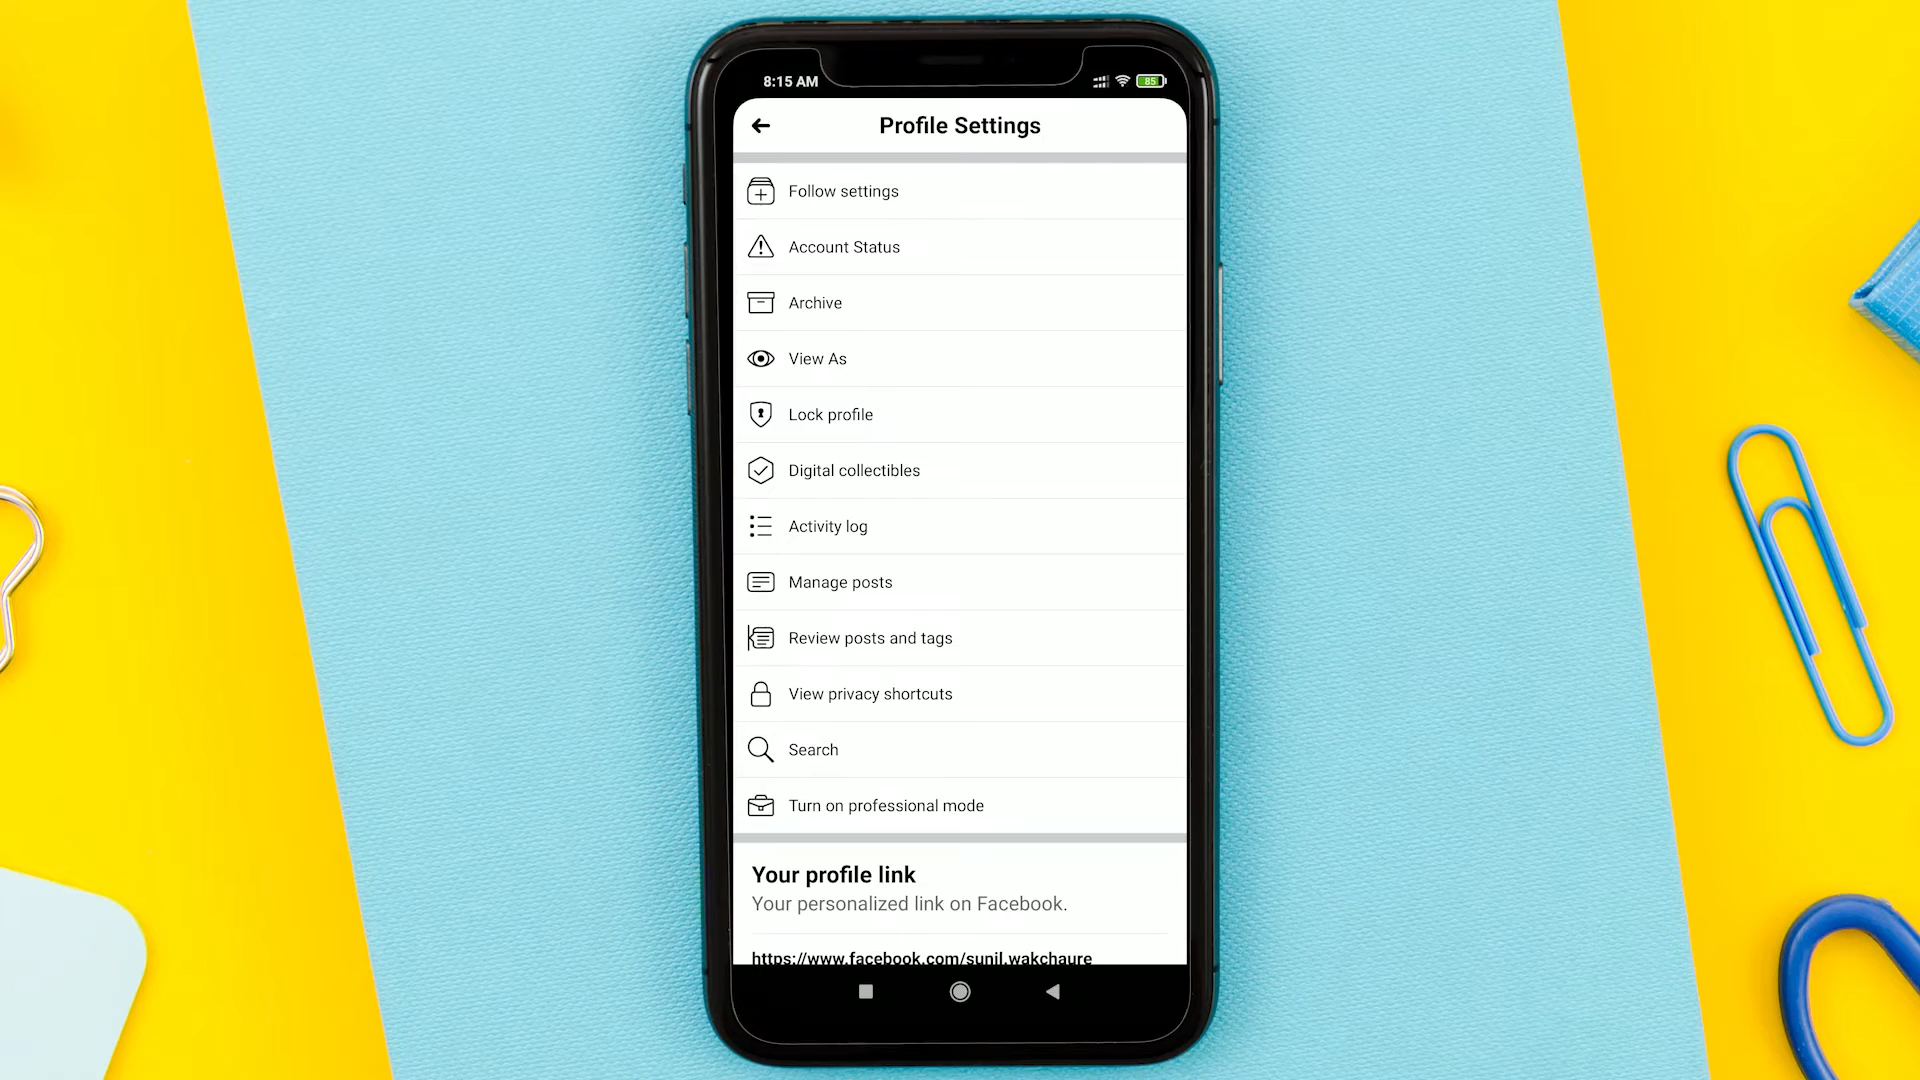 8:15 AM
85
Profile Settings
Follow settings
Account Status
Archive
View As
Lock profile
Digital collectibles
Activity log
Manage posts
Review posts and tags
View privacy shortcuts
Search
Turn on professional mode
Your profile link
Your personalized link on Facebook.
https://www.facebook.com/sunil.wakchaure